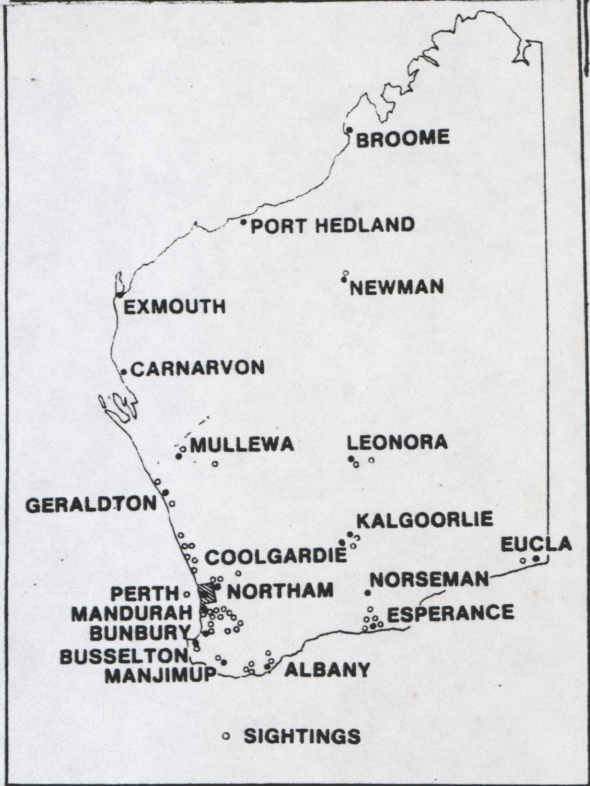 BROOME
PORT HEDLAND
NEWMAN
EXMOUTH
CARNARVON
MULLEWA
LEONORA
GERALDTON
KALGOORLIE
COOLGARDIE
EUCLA
PERTH
NORTHAM
NORSEMAN
MANDURAH
ESPERANCE
BUNBURY
BUSSELTON
MANJIMUP
ALBANY
SIGHTINGS